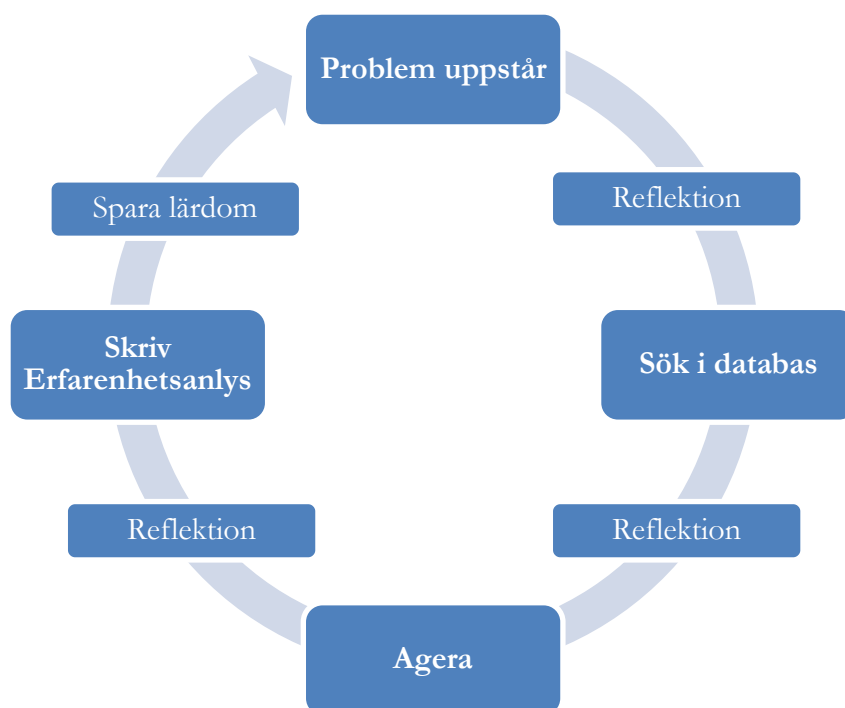 Problem uppstår
Reflektion
Sök i databas
Reflektion
Agera
Reflektion
Skriv
Erfarenhetsanlys
Spara lärdom